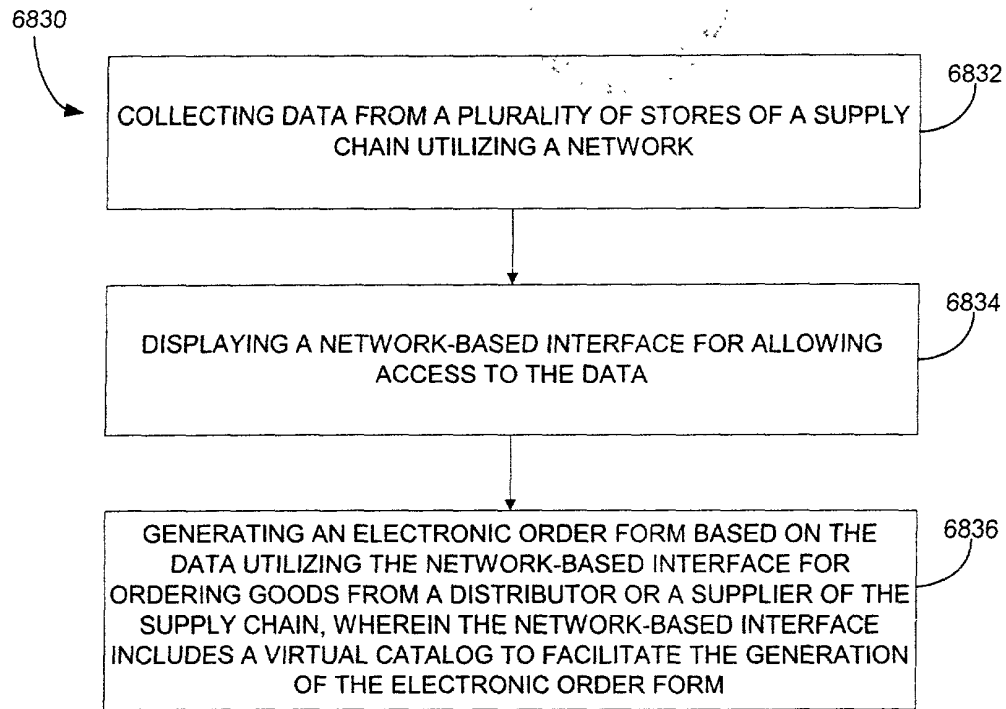 6830
6832
COLLECTING DATA FROM A PLURALITY OF STORES OF A SUPPLY
CHAIN UTILIZING A NETWORK
6834
DISPLAYING A NETWORK-BASED INTERFACE FOR ALLOWING
ACCESS TO THE DATA
6836
GENERATING AN ELECTRONIC ORDER FORM BASED ON THE
DATA UTILIZING THE NETWORK-BASED INTERFACE FOR
ORDERING GOODS FROM A DISTRIBUTOR OR A SUPPLIER OF THE
SUPPLY CHAIN, WHEREIN THE NETWORK-BASED INTERFACE
INCLUDES A VIRTUAL CATALOG TO FACILITATE THE GENERATION
OF THE ELECTRONIC ORDER FORM